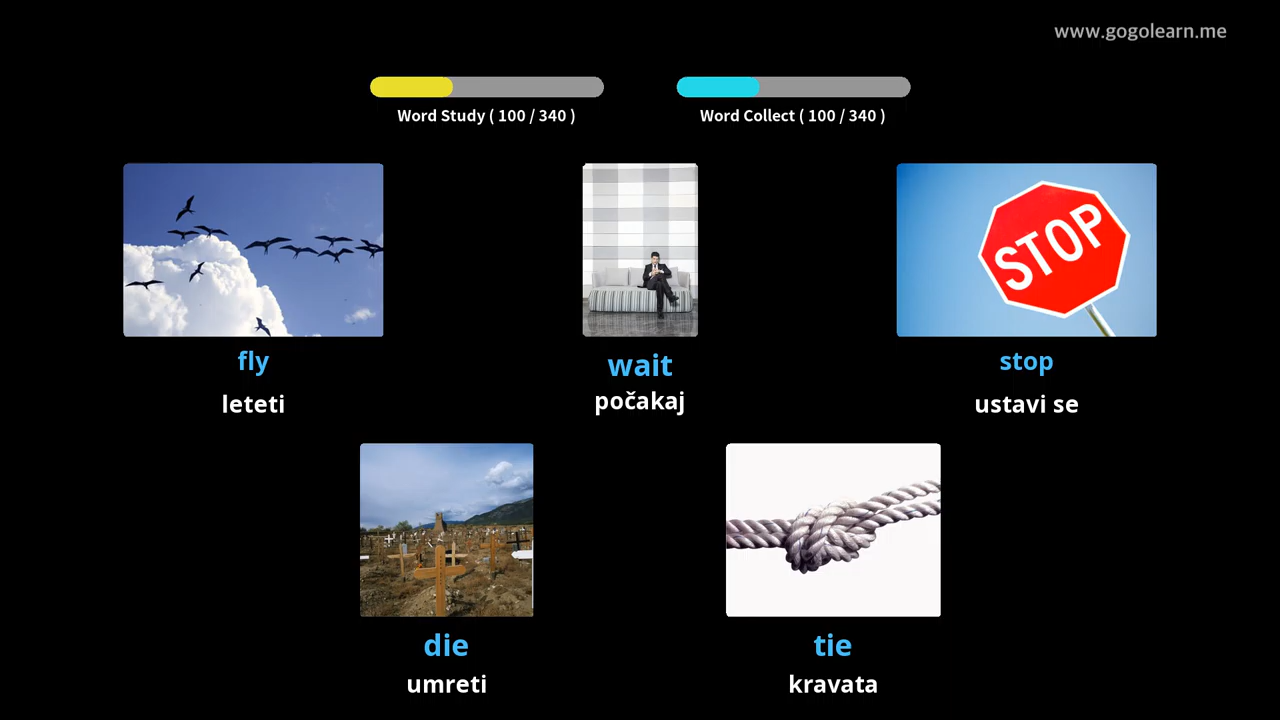 www.gogolearn.me
Word Study ( 100 / 340 )
Word Collect ( 100 / 340 )
STOP
fly
leteti
wait
počakaj
stop
ustavi se
die
umreti
tie
kravata